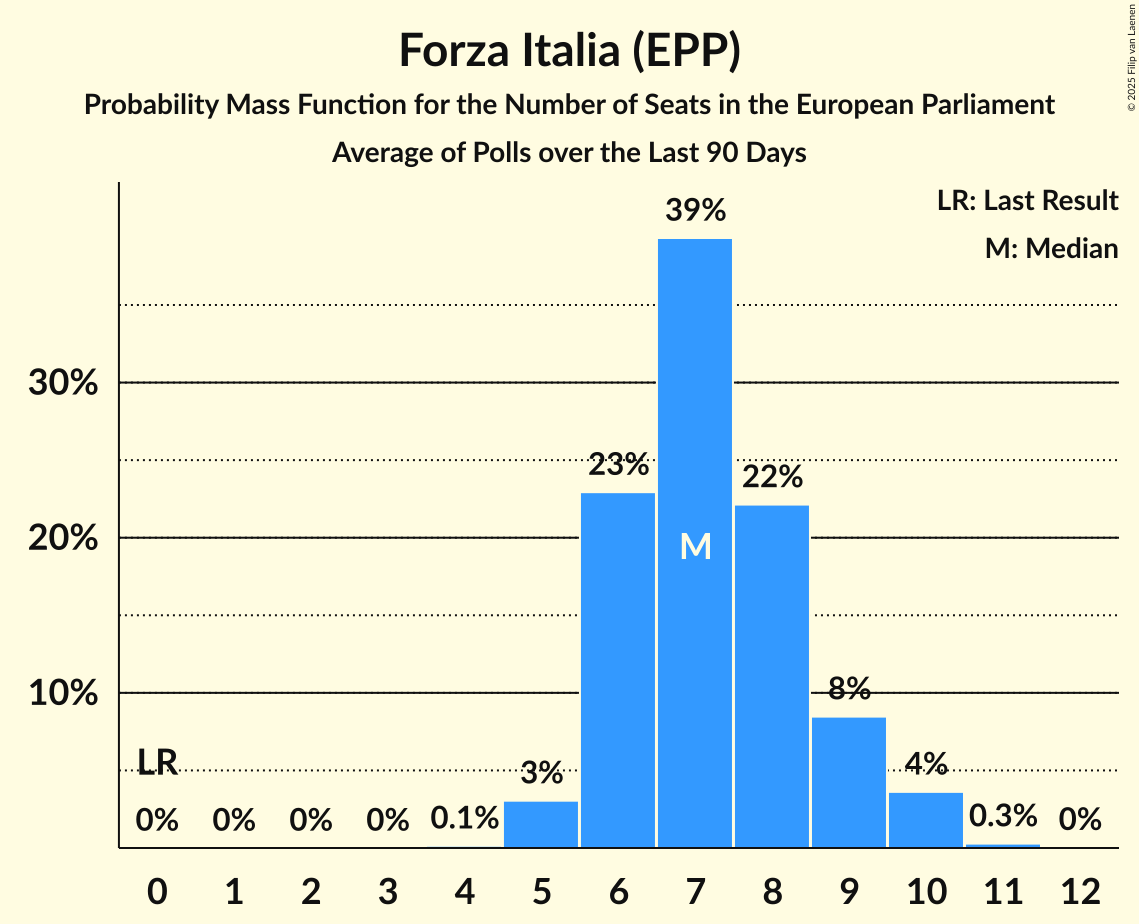 Forza Italia (EPP)
Probability Mass Function for the Number of Seats in the European Parliament
Average of Polls over the Last 90 Days
© 2025 Filip van Laenen
LR: Last Result
M: Median
39%
30%
23%
22%
20%
M
10%
8%
LR
3%
4%
0%
0%
0%
0%
0.1%
0.3%
0%
0 1 2 3 4 5 6 7 8 9 10 11 12